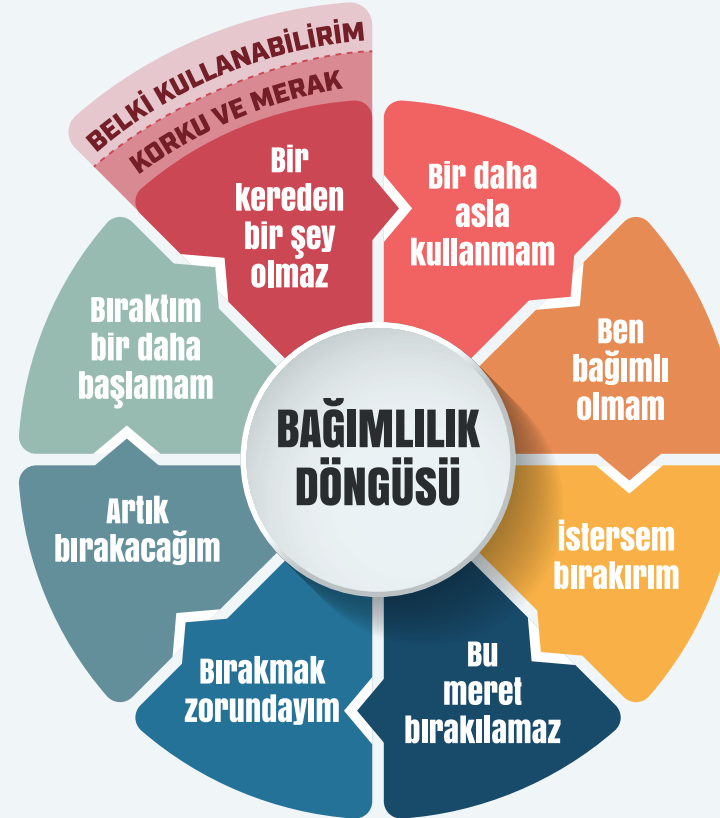 BELKİ KULLANABİLİRİM
KORKU VE MERAK
Bir
kereden
bir şey
olmaz
Bir daha
asla
kullanmam
Ben
bağımlı
olmam
istersem
bırakırım
Bu
meret
bırakılamaz
Bırakmak
zorundayım
Artık
bırakacağım
Bıraktım
bir daha
başlamam
BAĞIMLILIK
DÖNGÜSÜ